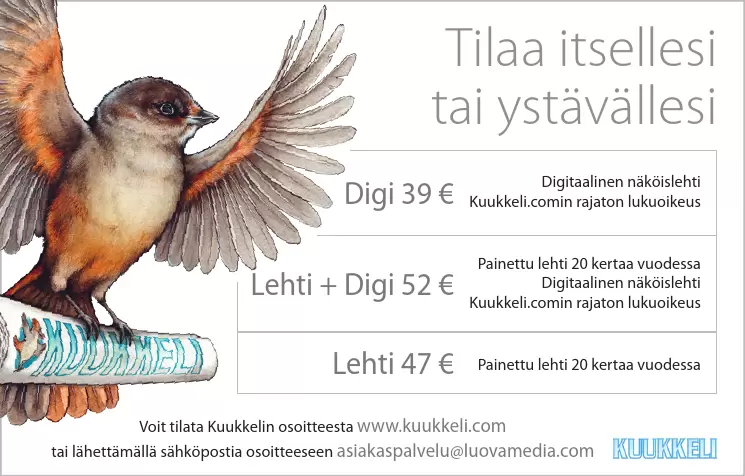 Tilaa itsellesi
tai ystävällesi
Digi 39 €
Digitaalinen näköislehti
Kuukkeli.comin rajaton lukuoikeus
Lehti + Digi 52 €
Painettu lehti 20 kertaa vuodessa
Digitaalinen näköislehti
Kuukkeli.comin rajaton lukuoikeus
Lehti 47 €
Painettu lehti 20 kertaa vuodessa
KUUKKELI
Voit tilata Kuukkelin osoitteesta www.kuukkeli.com
tai lähettämällä sähköpostia osoitteeseen asiakaspalvelu@luovamedia.com
KUUKKELI